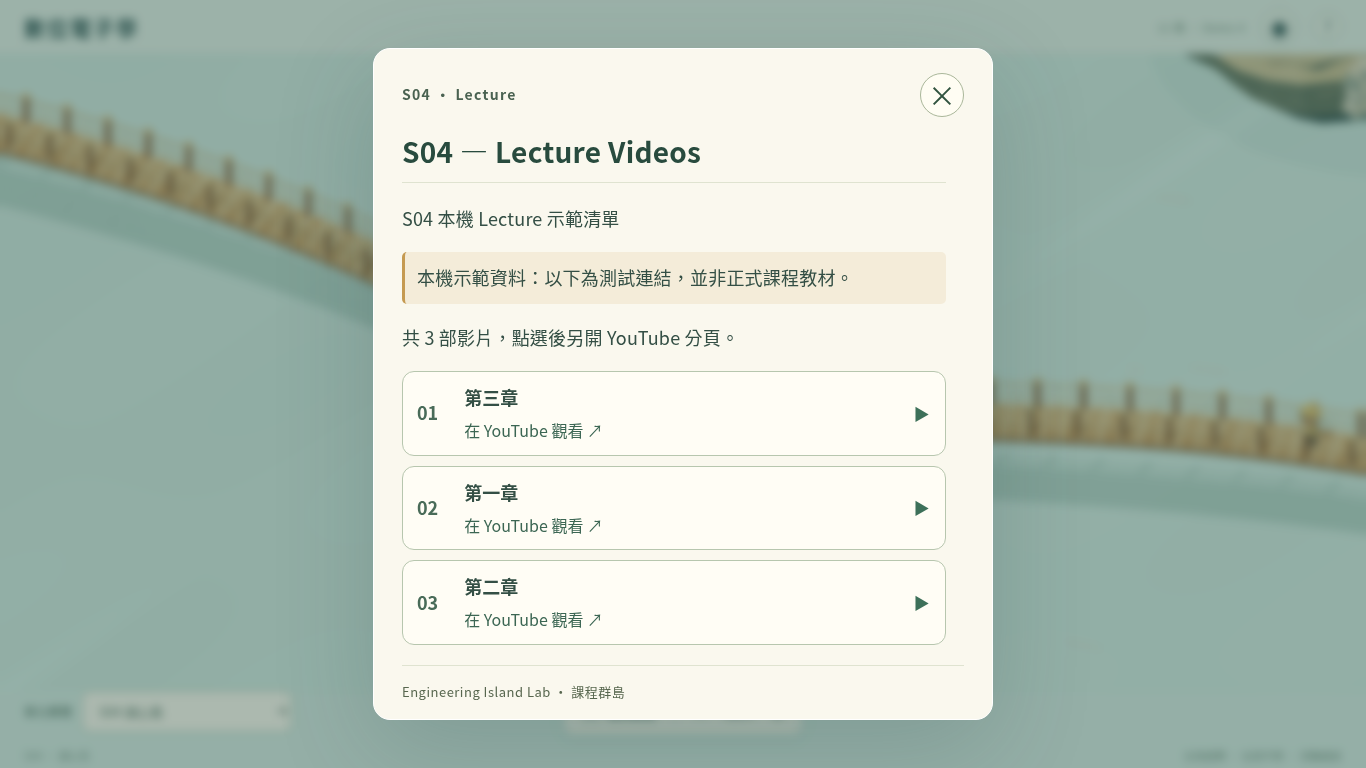 S04 • Lecture
S04 — Lecture Videos
S04 本機 Lecture 示範清單
本機示範資料：以下為測試連結，並非正式課程教材。
共 3 部影片，點選後另開 YouTube 分頁。
01
第三章
在 YouTube 觀看 ↗
02
第一章
在 YouTube 觀看 ↗
03
第二章
在 YouTube 觀看 ↗
Engineering Island Lab • 課程群島